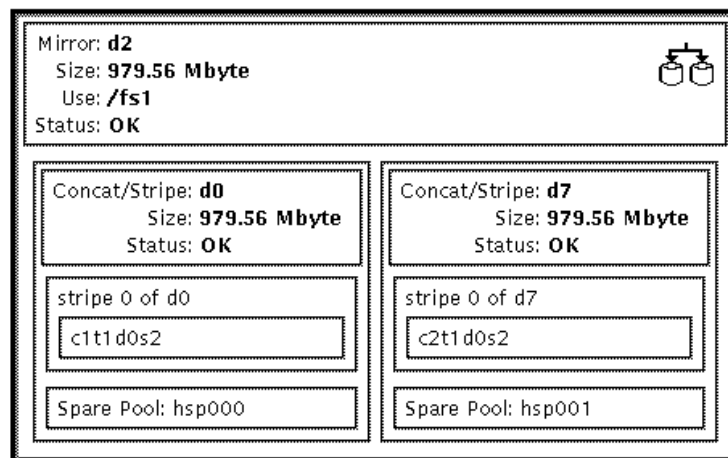 Mirror: d2
Size: 979.56 Mbyte
Use: /fs1
Status: OK
Concat/Stripe: d0
Size: 979.56 Mbyte
Status: OK
stripe 0 of d0
c1t1d0s2
Spare Pool: hsp000
Concat/Stripe: d7
Size: 979.56 Mbyte
Status: OK
stripe 0 of d7
c2t1d0s2
Spare Pool: hsp001